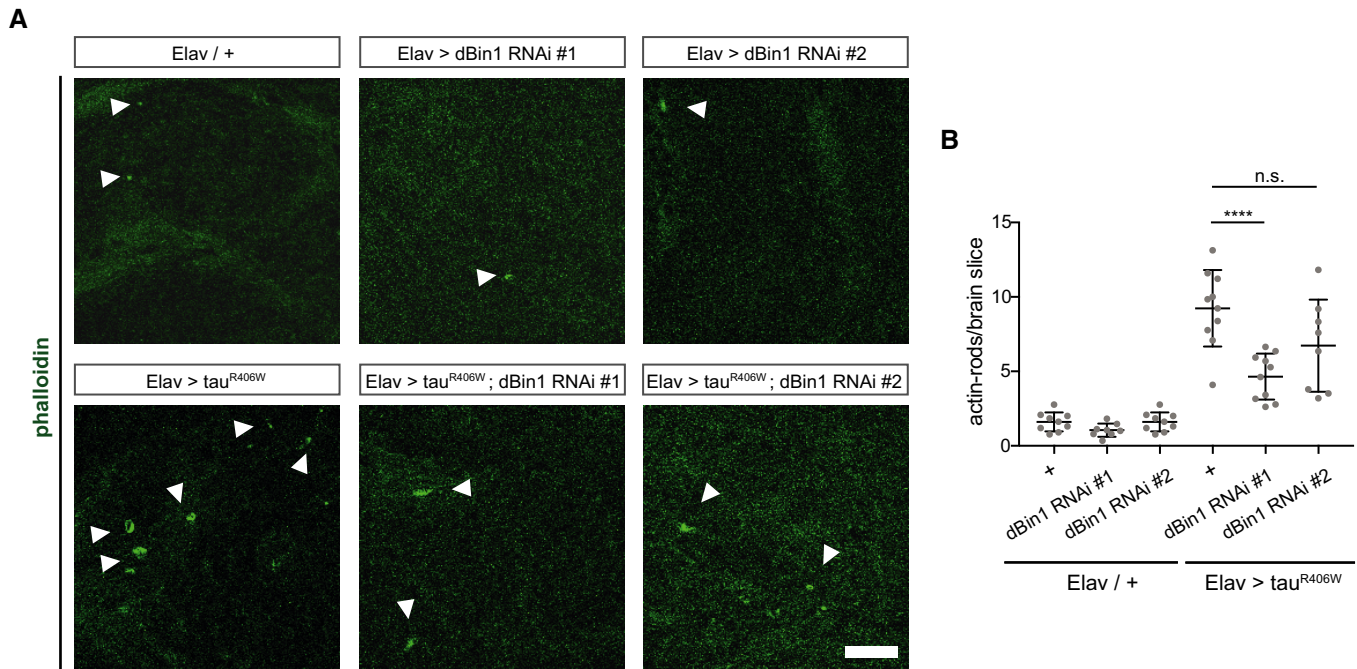 A
Elav / +
Elav > dBin1 RNAi #1
Elav > dBin1 RNAi #2
phalloidin
Elav > tauR406W
Elav > tauR406W ; dBin1 RNAi #1
Elav > tauR406W ; dBin1 RNAi #2
B
n.s.
****
actin-rods/brain slice
15
10
5
0
+
dBin1 RNAi #1
dBin1 RNAi #2
+
dBin1 RNAi #1
dBin1 RNAi #2
Elav / +
Elav > tauR406W